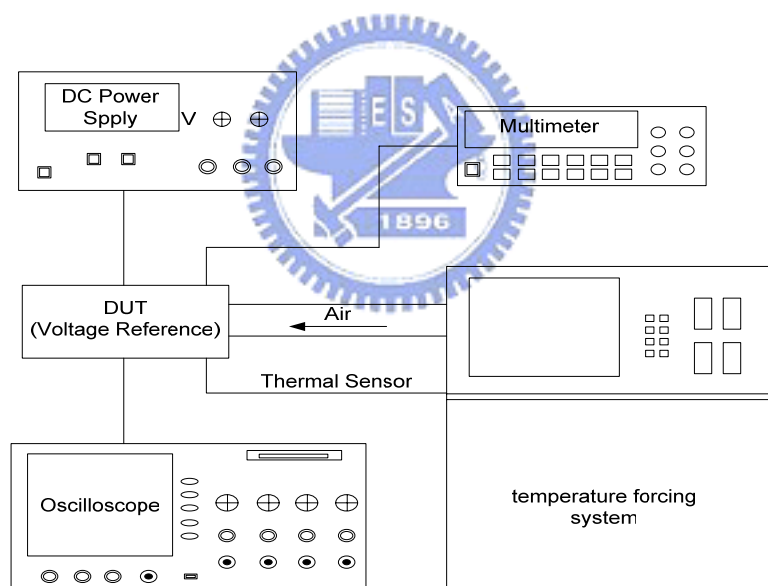 DC Power
Spply
V
Multimeter
ES
1896
DUT
(Voltage Reference)
Air
Thermal Sensor
Oscilloscope
temperature forcing
system